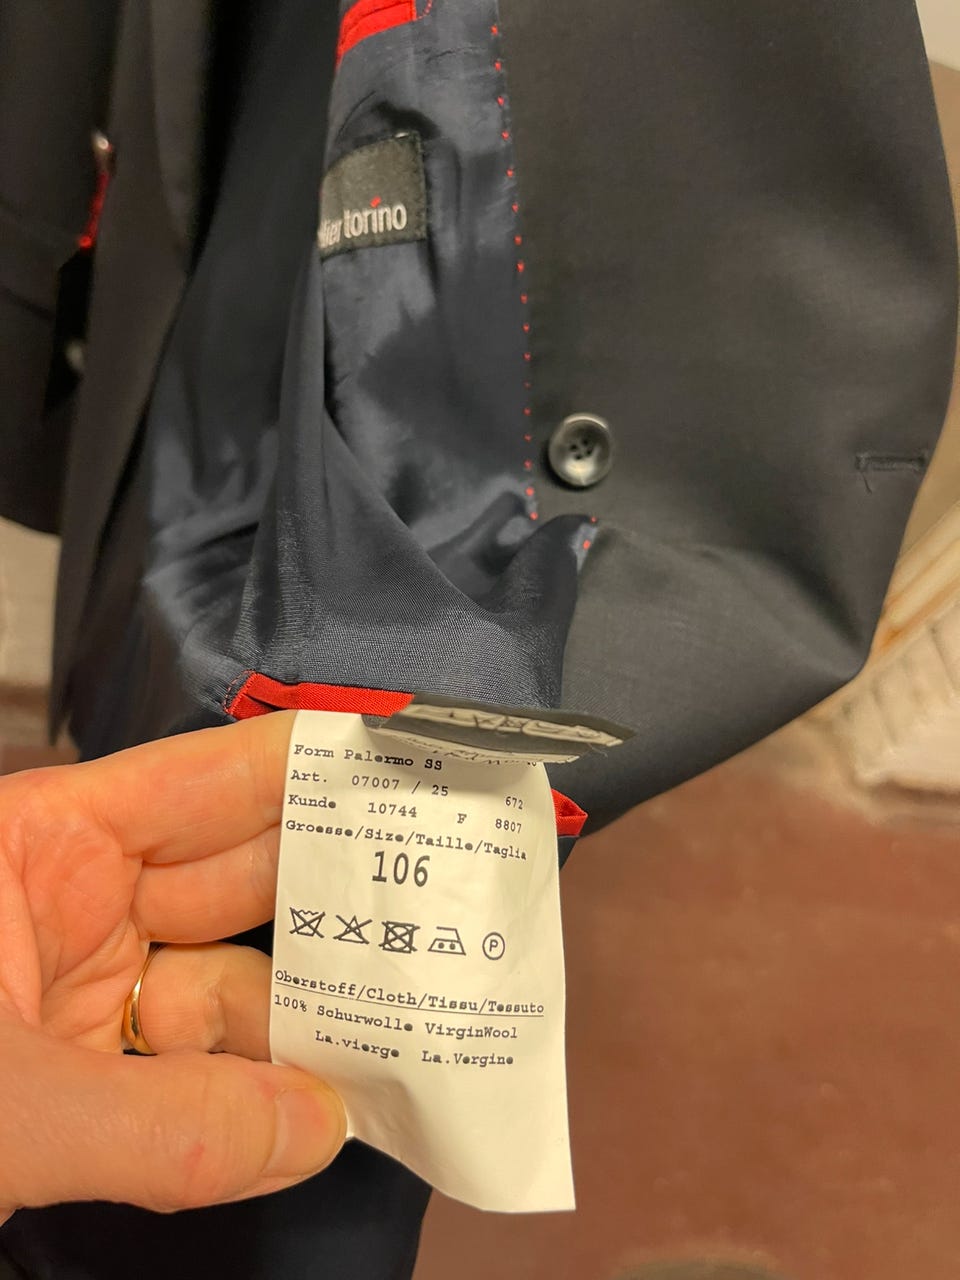 torino
Form Palermo SS
Art. 07007 / 25 672
Kunde 10744 F 8807
Groesse/Size/Taille/Taglia
106
P
Oberstoff/Cloth/Tissu/Tessuto
100% Schurwolle VirginWool
La.vierge La.Vergine